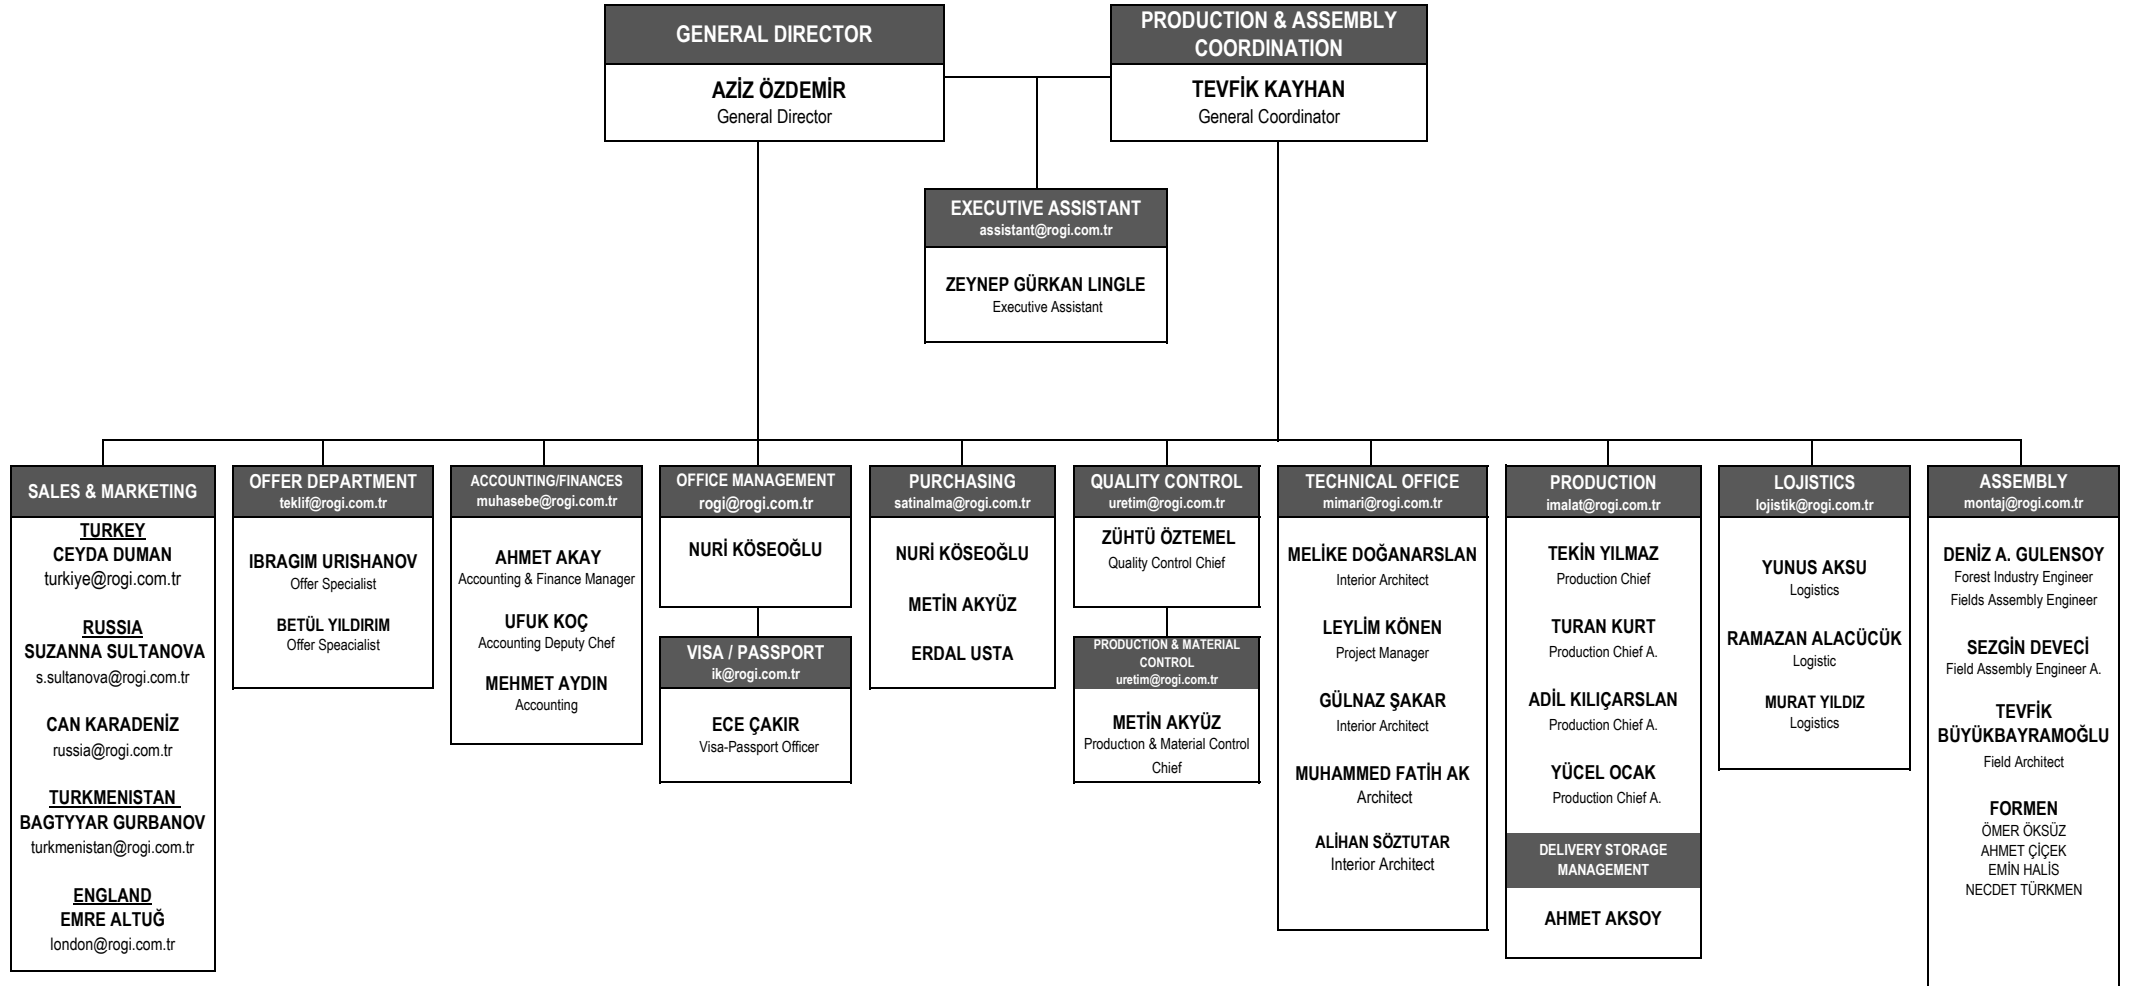 GENERAL DIRECTOR
AZİZ ÖZDEMİR
General Director
PRODUCTION & ASSEMBLY
COORDINATION
TEVFİK KAYHAN
General Coordinator
EXECUTIVE ASSISTANT
assistant@rogi.com.tr
ZEYNEP GÜRKAN LINGLE
Executive Assistant
SALES & MARKETING
TURKEY
CEYDA DUMAN
turkiye@rogi.com.tr
RUSSIA
SUZANNA SULTANOVA
s.sultanova@rogi.com.tr
CAN KARADENİZ
russia@rogi.com.tr
TURKMENISTAN
BAGTYYAR GURBANOV
turkmenistan@rogi.com.tr
ENGLAND
EMRE ALTUĞ
london@rogi.com.tr
OFFER DEPARTMENT
teklif@rogi.com.tr
IBRAGIM URISHANOV
Offer Specialist
BETÜL YILDIRIM
Offer Speacialist
ACCOUNTING/FINANCES
muhasebe@rogi.com.tr
AHMET AKAY
Accounting & Finance Manager
UFUK KOÇ
Accounting Deputy Chef
MEHMET AYDIN
Accounting
OFFICE MANAGEMENT
rogi@rogi.com.tr
NURİ KÖSEOĞLU
VISA / PASSPORT
ik@rogi.com.tr
ECE ÇAKIR
Visa-Passport Officer
PURCHASING
satinalma@rogi.com.tr
NURİ KÖSEOĞLU
METİN AKYÜZ
ERDAL USTA
QUALITY CONTROL
uretim@rogi.com.tr
ZÜHTÜ ÖZTEMEL
Quality Control Chief
PRODUCTION & MATERIAL
CONTROL
uretim@rogi.com.tr
METİN AKYÜZ
Productıon & Material Control
Chief
TECHNICAL OFFICE
mimari@rogi.com.tr
MELİKE DOĞANARSLAN
Interior Architect
LEYLİM KÖNEN
Project Manager
GÜLNAZ ŞAKAR
Interior Architect
MUHAMMED FATİH AK
Architect
ALİHAN SÖZTUTAR
Interior Architect
PRODUCTION
imalat@rogi.com.tr
TEKİN YILMAZ
Production Chief
TURAN KURT
Production Chief A.
ADİL KILIÇARSLAN
Production Chief A.
YÜCEL OCAK
Production Chief A.
DELIVERY STORAGE
MANAGEMENT
AHMET AKSOY
LOJISTICS
lojistik@rogi.com.tr
YUNUS AKSU
Logistics
RAMAZAN ALACÜCÜK
Logistic
MURAT YILDIZ
Logistics
ASSEMBLY
montaj@rogi.com.tr
DENİZ A. GULENSOY
Forest Industry Engineer
Fields Assembly Engineer
SEZGİN DEVECİ
Field Assembly Engineer A.
TEVFİK
BÜYÜKBAYRAMOĞLU
Field Architect
FORMEN
ÖMER ÖKSÜZ
AHMET ÇİÇEK
EMİN HALİS
NECDET TÜRKMEN